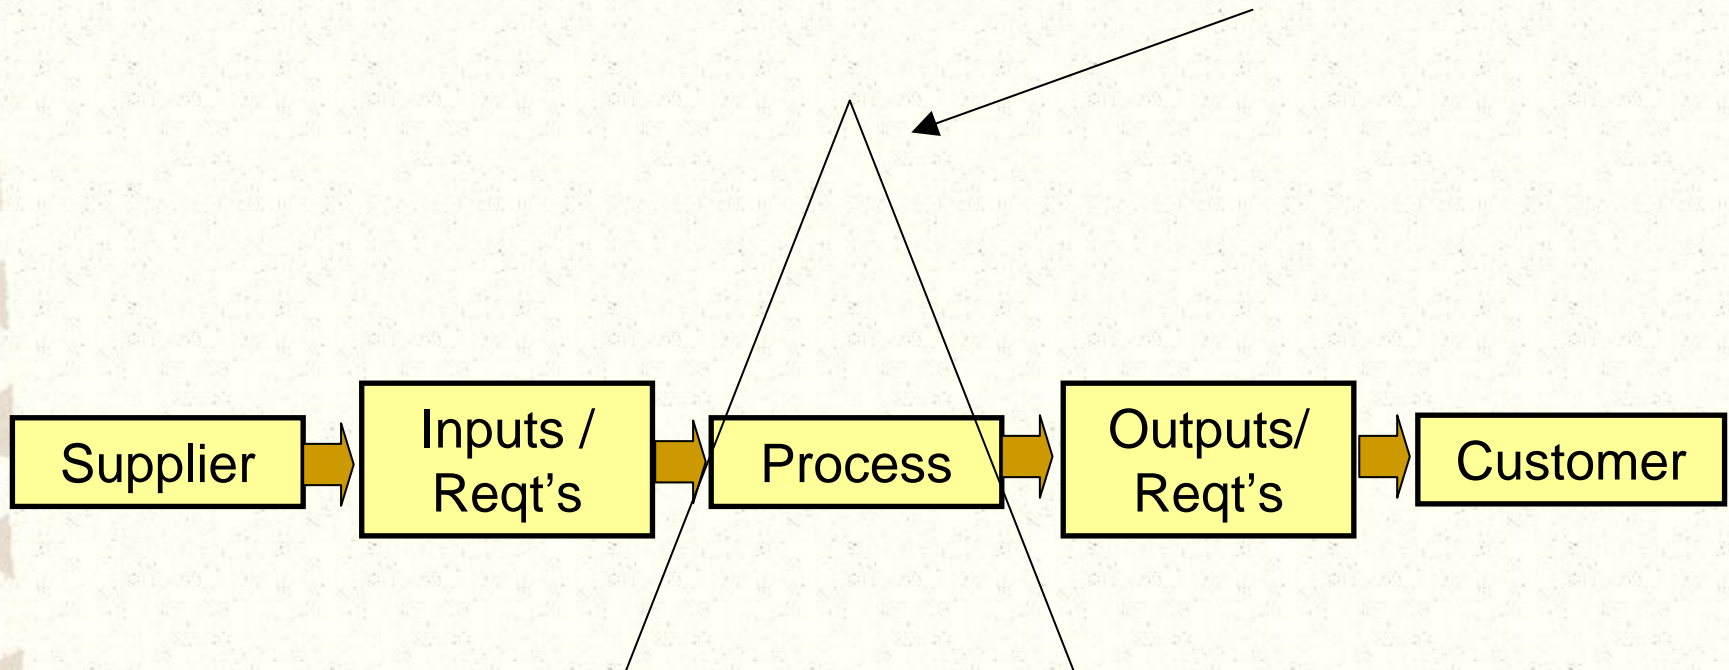 Supplier
Inputs /
Reqt’s
Process
Outputs/
Reqt’s
Customer